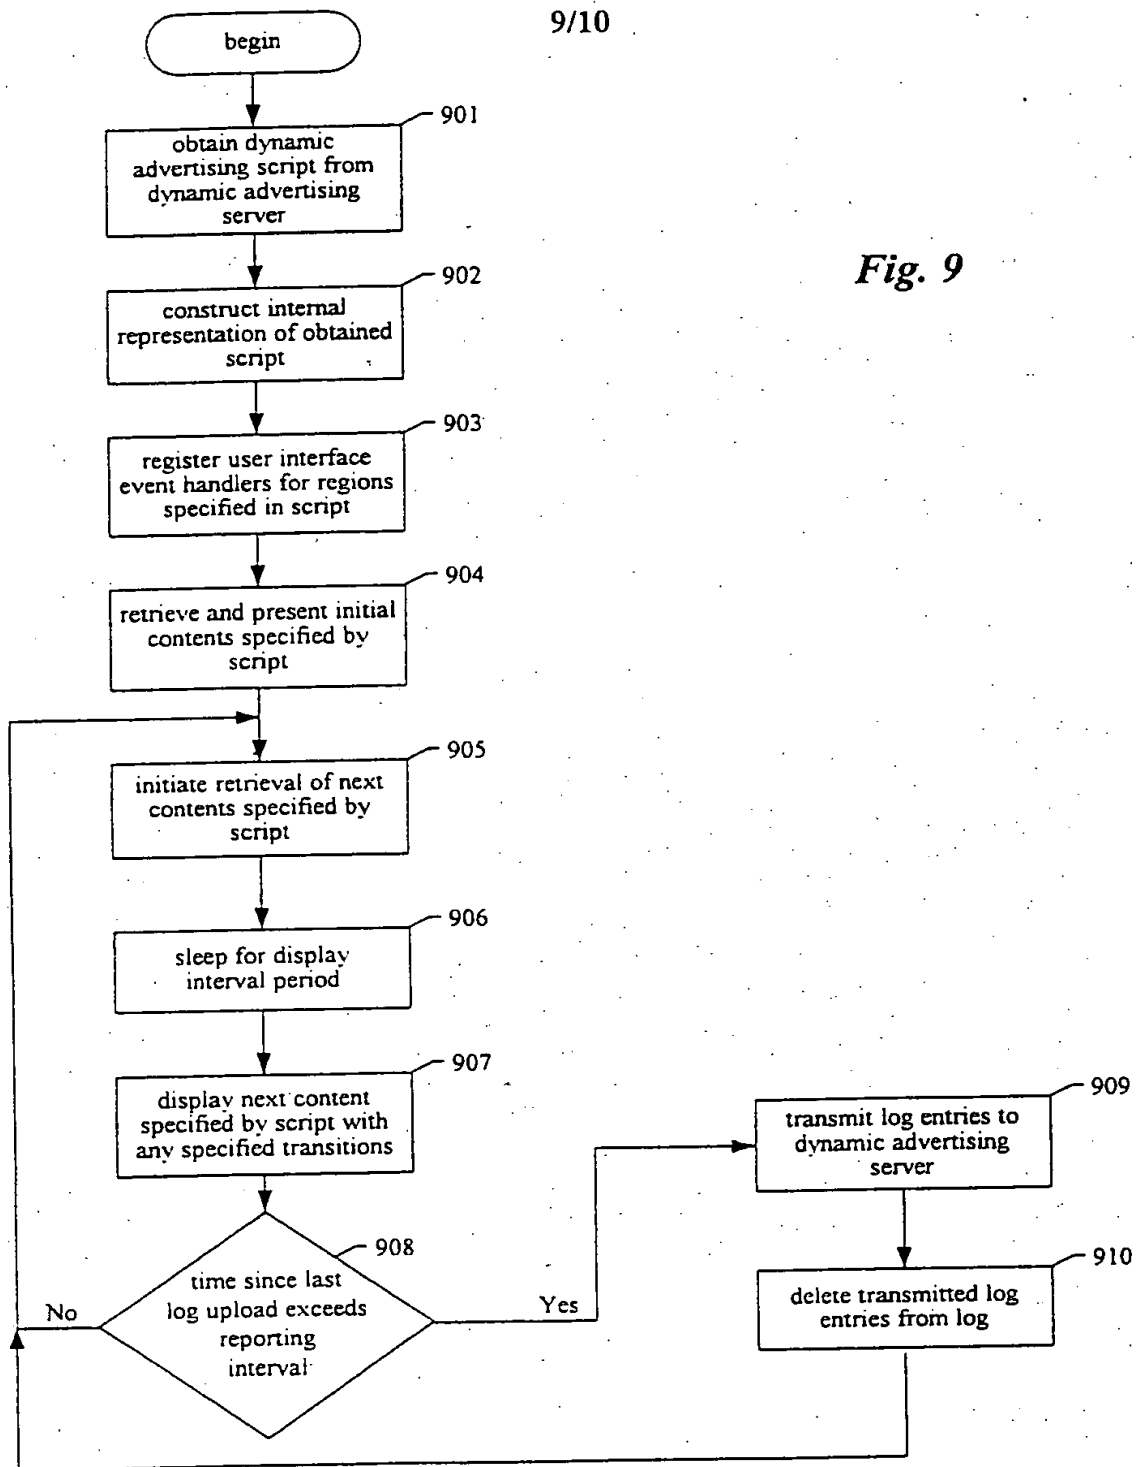 9/10
begin
901
obtain dynamic
advertising script from
dynamic advertising
server
902
construct internal
representation of obtained
script
Fig. 9
903
register user interface
event handlers for regions
specified in script
904
retrieve and present initial
contents specified by
script
905
initiate retrieval of next
contents specified by
script
906
sleep for display
interval period
907
display next content
specified by script with
any specified transitions
908
time since last
log upload exceeds
reporting
interval
No
Yes
909
transmit log entries to
dynamic advertising
server
910
delete transmitted log
entries from log